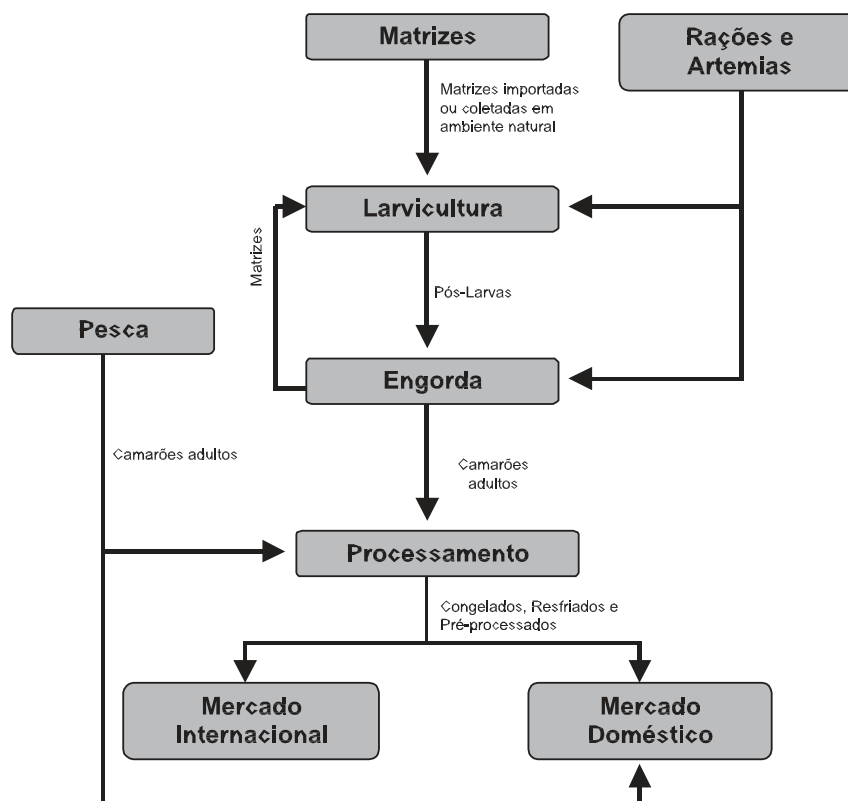 Matrizes
Rações e
Artemias
Matrizes importadas
ou coletadas em
ambiente natural
Larvicultura
Matrizes
Pós-Larvas
Pesca
Engorda
Camarões adultos
Camarões
adultos
Processamento
Congelados, Resfriados e
Pré-processados
Mercado
Internacional
Mercado
Doméstico